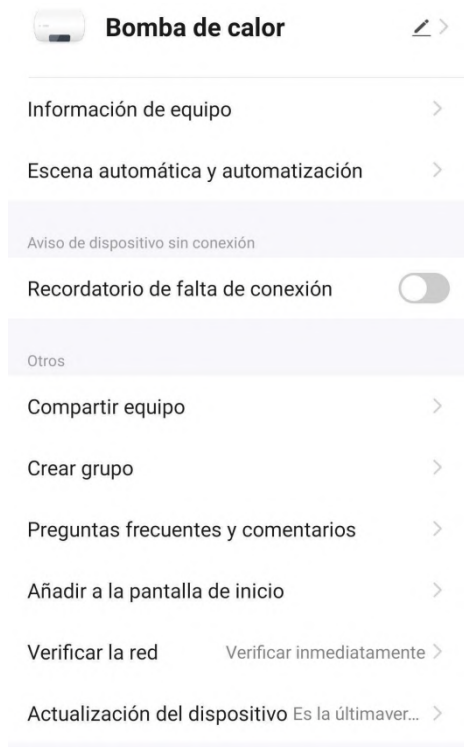 Bomba de calor
Información de equipo
Escena automática y automatización
Aviso de dispositivo sin conexión
Recordatorio de falta de conexión
Otros
Compartir equipo
Crear grupo
Preguntas frecuentes y comentarios
Añadir a la pantalla de inicio
Verificar la red Verificar inmediatamente
Actualización del dispositivo Es la últimaver...